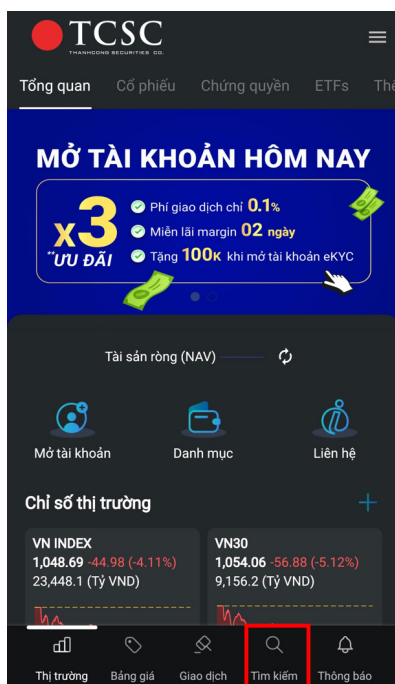 TCSC
THANHCONG SECURITIES CO.
Tổng quan Cổ phiếu Chứng quyền ETFs Thế
MỞ TÀI KHOẢN HÔM NAY
x3
**ƯU ĐÃI
Phí giao dịch chỉ 0.1%
Miễn lãi margin 02 ngày
Tặng 100K khi mở tài khoản eKYC
Tài sản ròng (NAV)
Mở tài khoản Danh mục Liên hệ
Chỉ số thị trường
VN INDEX
1,048.69 -44.98 (-4.11%)
23,448.1 (Tỷ VND)
VN30
1,054.06 -56.88 (-5.12%)
9,156.2 (Tỷ VND)
Thị trường Bảng giá Giao dịch Tìm kiếm Thông báo